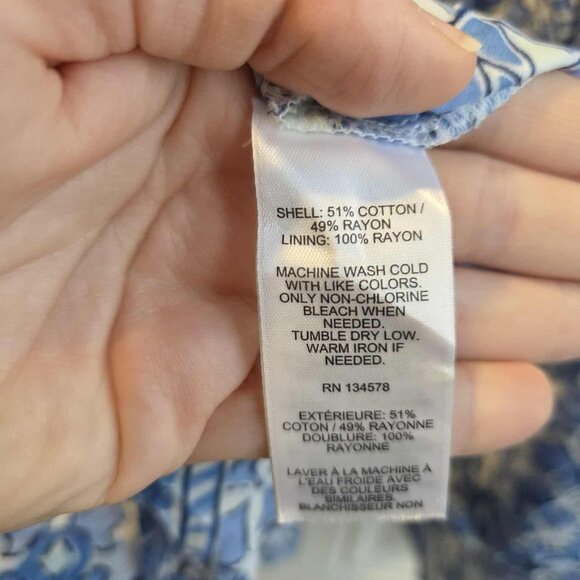 SHELL: 51% COTTON /
49% RAYON
LINING: 100% RAYON
MACHINE WASH COLD
WITH LIKE COLORS.
ONLY NON-CHLORINE
BLEACH WHEN
NEEDED.
TUMBLE DRY LOW.
WARM IRON IF
NEEDED.
RN 134578
EXTÉRIEURE: 51%
COTON / 49% RAYONNE
DOUBLURE: 100%
RAYONNE
LAVER À LA MACHINE À
L'EAU FROIDE AVEC
DES COULEURS
SIMILAIRES.
BLANCHISSEUR NON